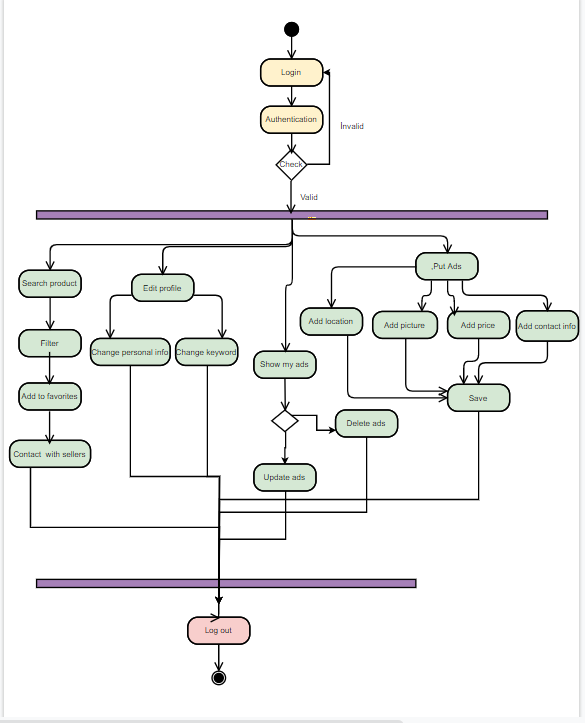 Login
Authentication
Check
Invalid
Valid
,Put Ads
Search product
Edit profile
Add location
Add picture
Add price
Add contact info
Filter
Change personal info
Change keyword
Show my ads
Add to favorites
Save
Delete ads
Contact with sellers
Update ads
Log out